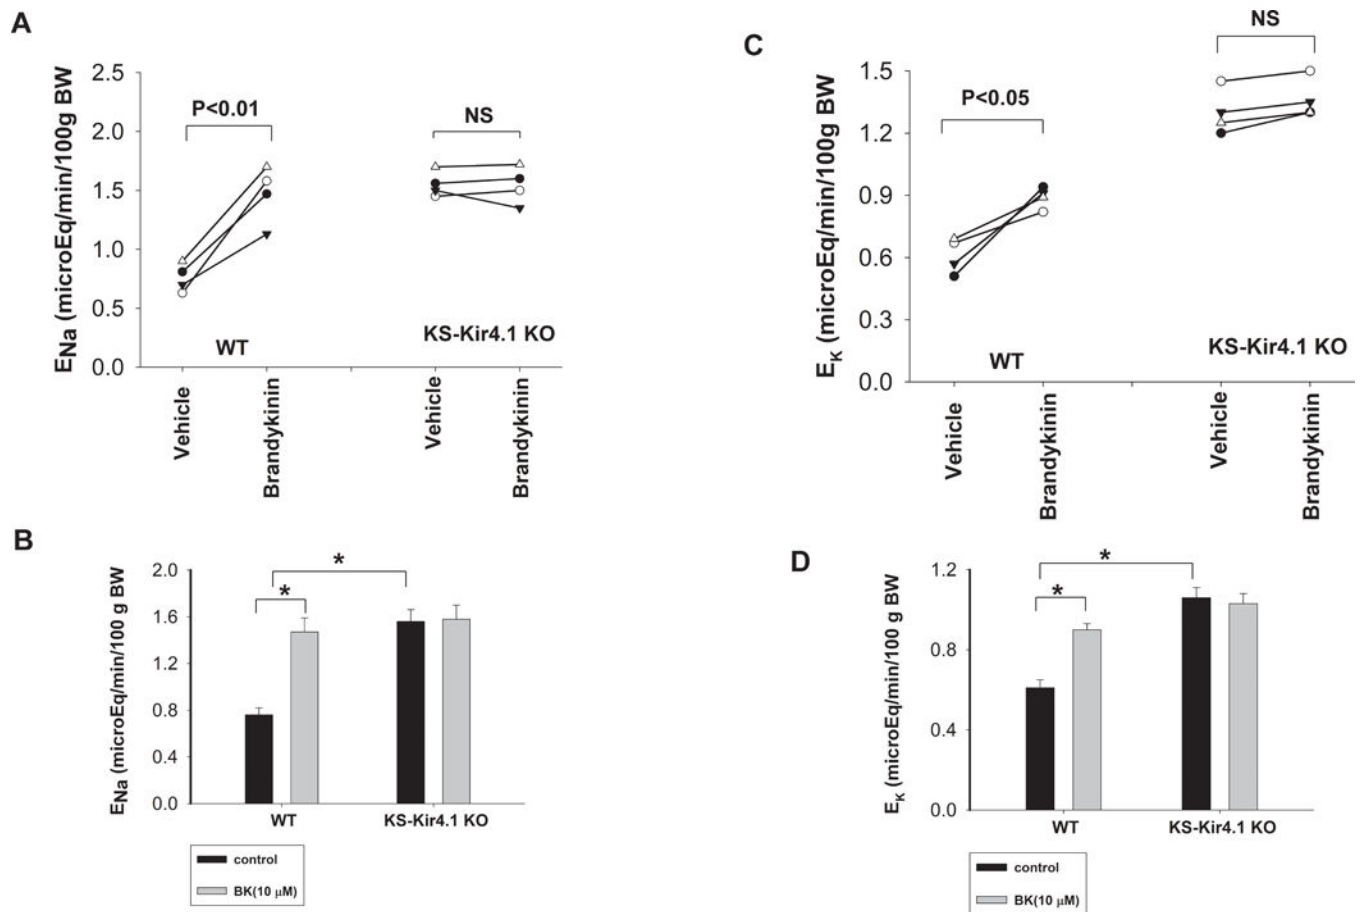 A
ENa (microEq/min/100g BW
2.5
2.0
1.5
1.0
0.5
0.0
P<0.01
NS
WT
KS-Kir4.1 KO
Vehicle
Brandykinin
Vehicle
Brandykinin
C
EK (microEq/min/100g BW
1.5
1.2
0.9
0.6
0.3
0.0
P<0.05
NS
WT
KS-Kir4.1 KO
Vehicle
Brandykinin
Vehicle
Brandykinin
B
ENa (microEq/min/100 g BW
2.0
1.6
1.2
0.8
0.4
0.0
*
*
WT
KS-Kir4.1 KO
control
BK(10 μM)
D
EK (microEq/min/100 g BW
1.2
0.8
0.4
0.0
*
*
WT
KS-Kir4.1 KO
control
BK(10 μM)